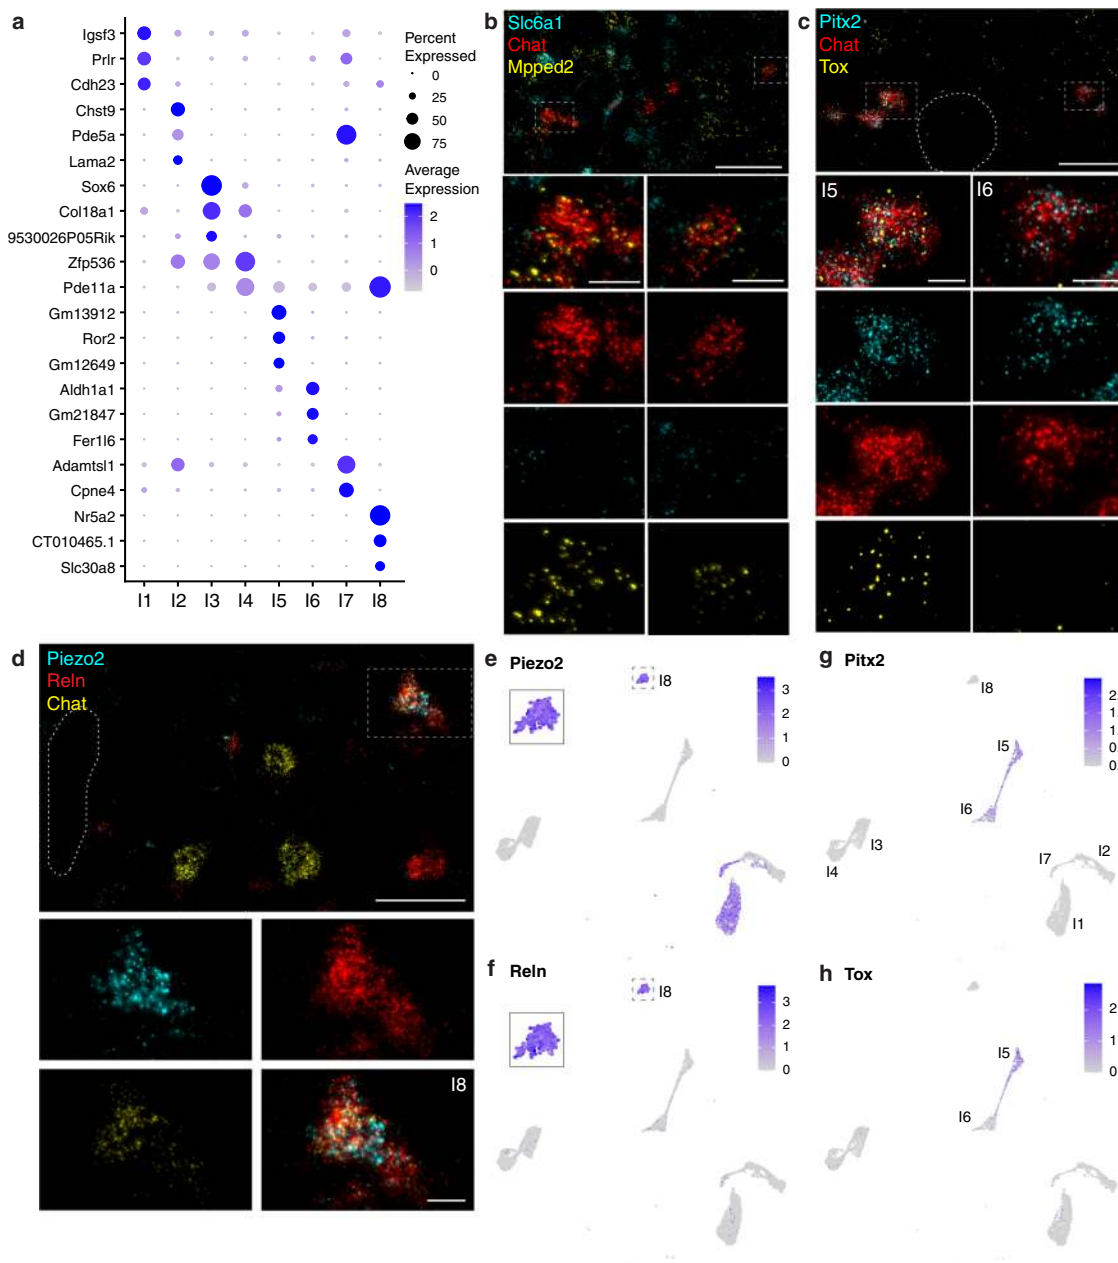 a
Igsf3
Prlr
Cdh23
Chst9
Pde5a
Lama2
Sox6
Col18a1
9530026P05Rik
Zfp536
Pde11a
Gm13912
Ror2
Gm12649
Aldh1a1
Gm21847
Fer1l6
Adamtsl1
Cpne4
Nr5a2
CT010465.1
Slc30a8
I1 I2 I3 I4 I5 I6 I7 I8
Percent
Expressed
0
25
50
75
Average
Expression
2
1
0
b
Slc6a1
Chat
Mpped2
c
Pitx2
Chat
Tox
I5
I6
d
Piezo2
Reln
Chat
I8
e Piezo2
I8
3
2
1
0
f Reln
I8
3
2
1
0
g Pitx2
I8
I5
I6
I3
I4
I7
I2
I1
2.
1.
1.
0.
0.
h Tox
I5
I6
2
1
0